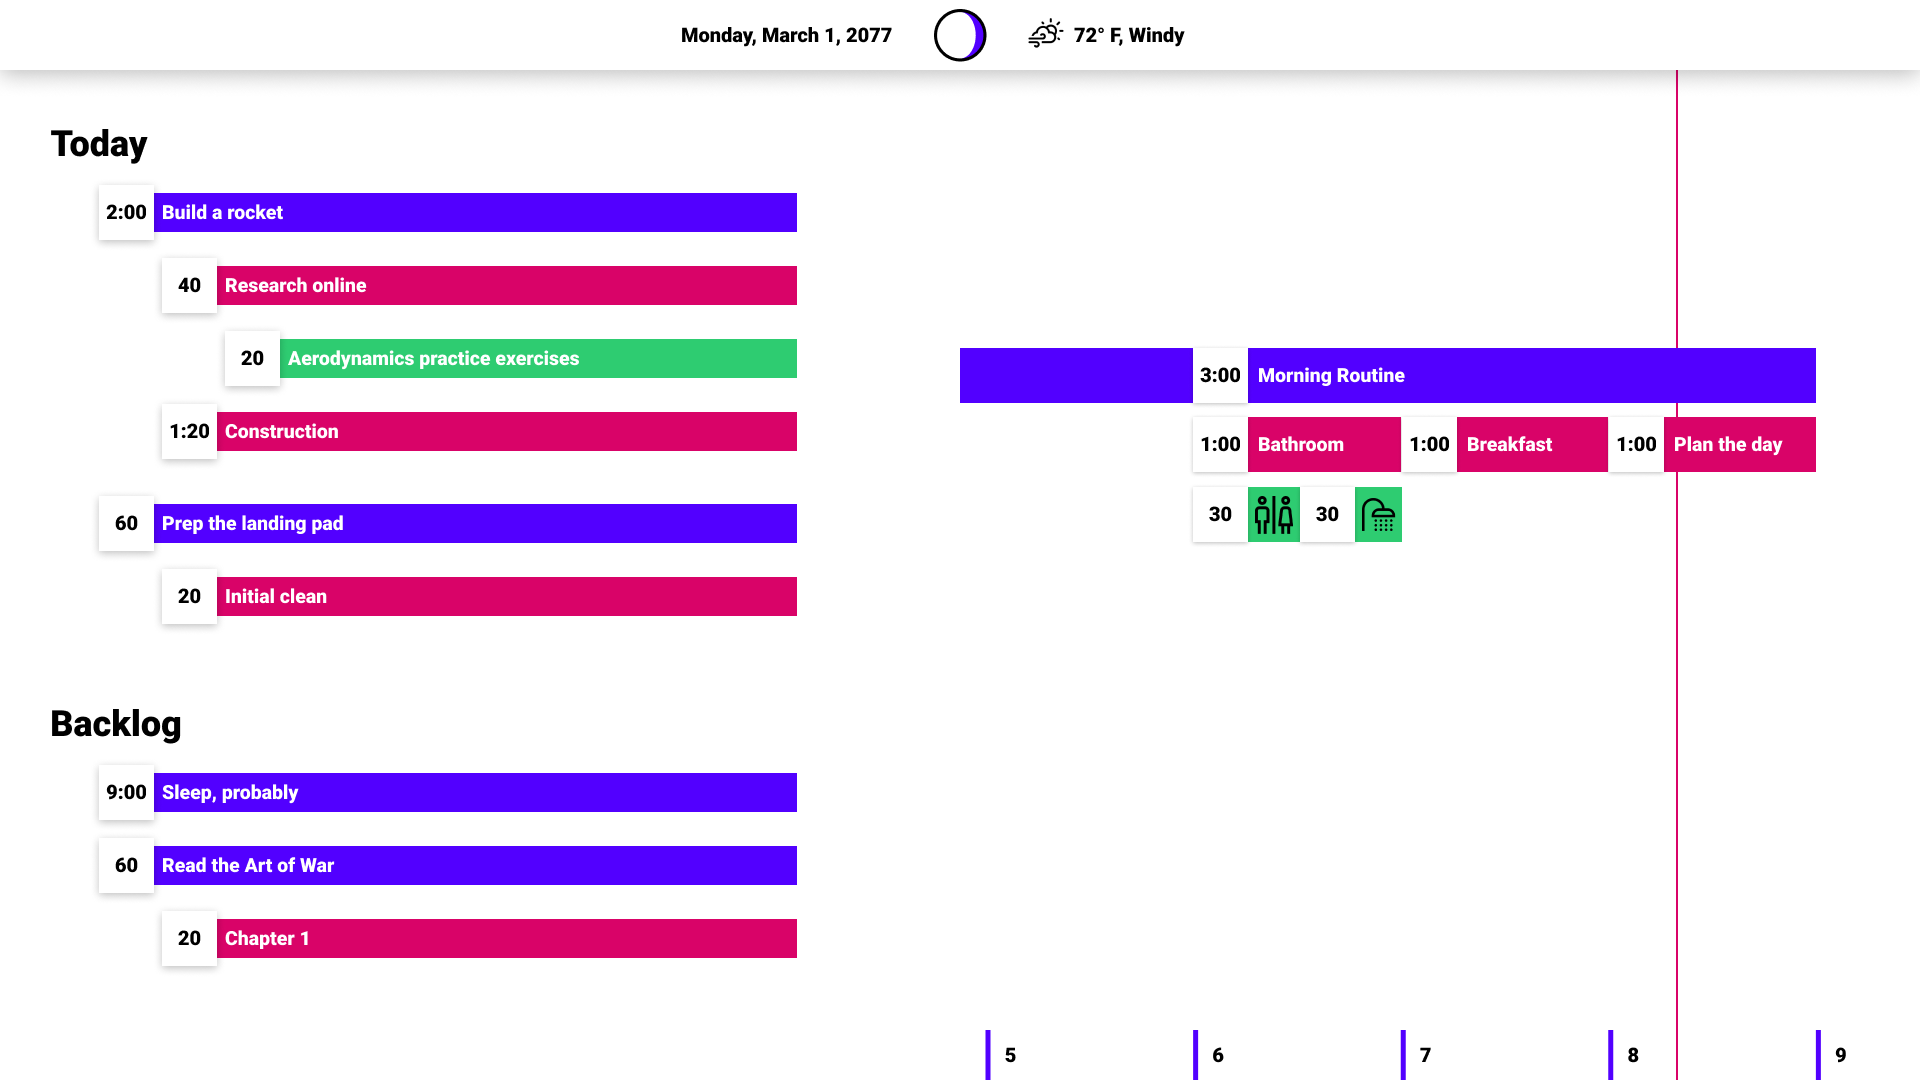 Monday, March 1, 2077
72° F, Windy
Today
2:00 Build a rocket
40 Research online
20 Aerodynamics practice exercises
1:20 Construction
60 Prep the landing pad
20 Initial clean
Backlog
9:00 Sleep, probably
60 Read the Art of War
20 Chapter 1
3:00 Morning Routine
1:00 Bathroom 1:00 Breakfast 1:00 Plan the day
30 30
5 6 7 8 9